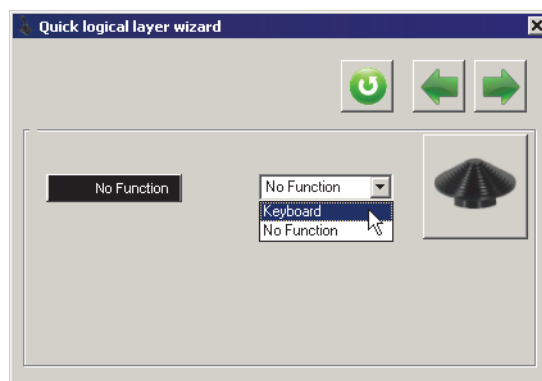 Quick logical layer wizard
No Function
No Function
Keyboard
No Function